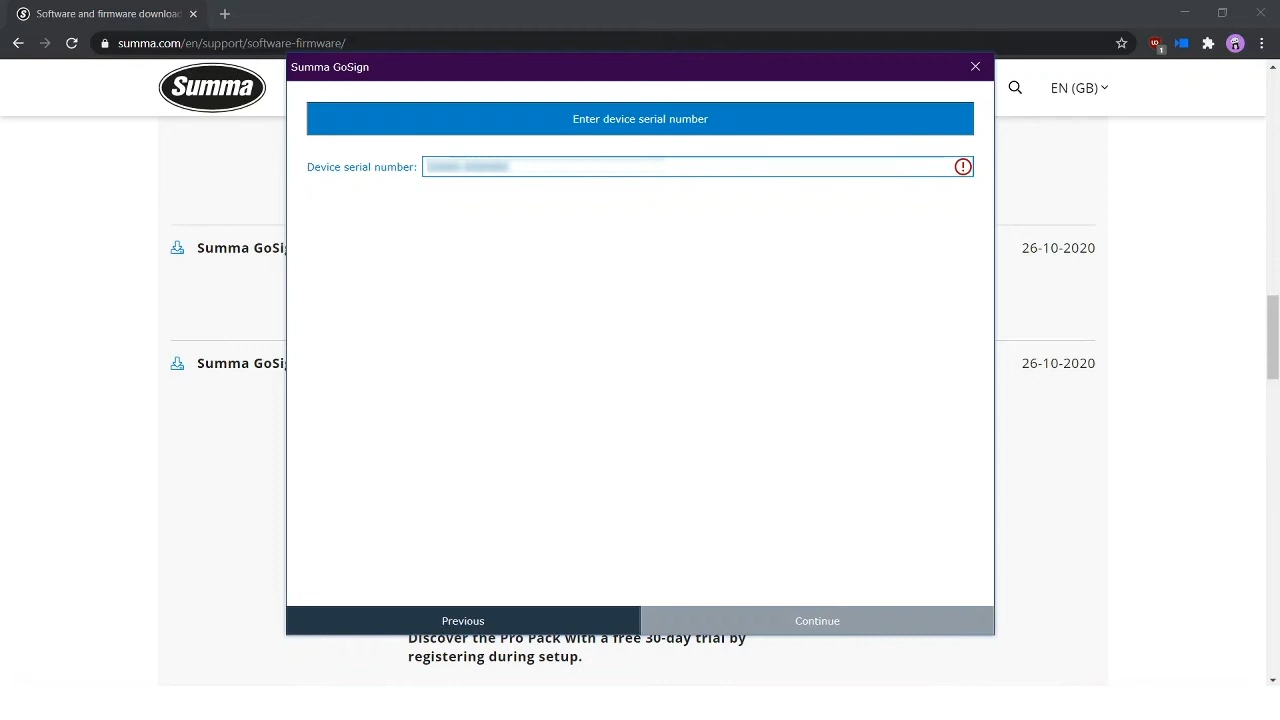 Software and firmware download
summa.com/en/support/software-firmware/
Summa
EN (GB)
Summa GoSign
Enter device serial number
Device serial number:
Summa GoSi
26-10-2020
Summa GoSi
26-10-2020
Previous
Continue
Discover the Pro Pack with a free 30-day trial by
registering during setup.